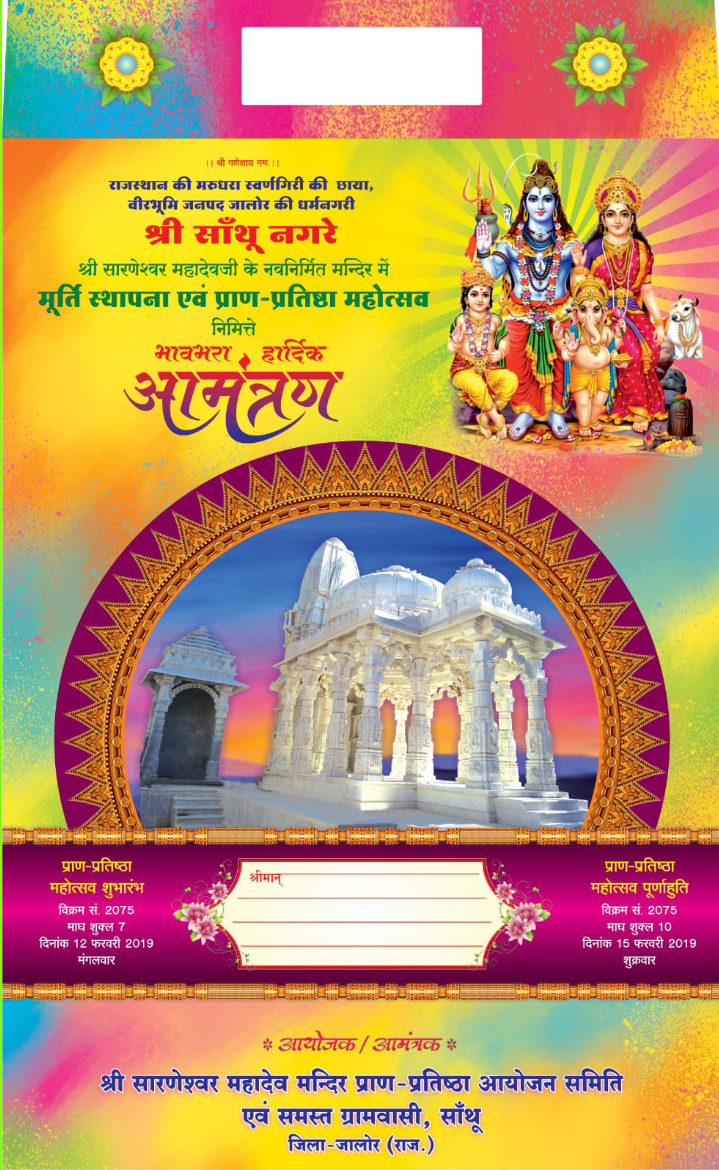 ।। श्री गणेशाय नमः।।
राजस्थान की मरुधरा स्वर्णगिरी की छाया,
वीरभूमि जनपद जालोर की धर्मनगरी
श्री साँथू नगरे
श्री सारणेश्वर महादेवजी के नवनिर्मित मन्दिर में
मूर्ति स्थापना एवं प्राण-प्रतिष्ठा महोत्सव
निमित्ते
भावभरा हार्दिक
आमंत्रण
प्राण-प्रतिष्ठा
महोत्सव शुभारंभ
विक्रम सं. 2075
माघ शुक्ल 7
दिनांक 12 फरवरी 2019
मंगलवार
श्रीमान्
प्राण-प्रतिष्ठा
महोत्सव पूर्णाहुति
विक्रम सं. 2075
माघ शुक्ल 10
दिनांक 15 फरवरी 2019
शुक्रवार
* आयोजक / आमंत्रक *
श्री सारणेश्वर महादेव मन्दिर प्राण-प्रतिष्ठा आयोजन समिति
एवं समस्त ग्रामवासी, साँथू
जिला-जालोर (राज.)